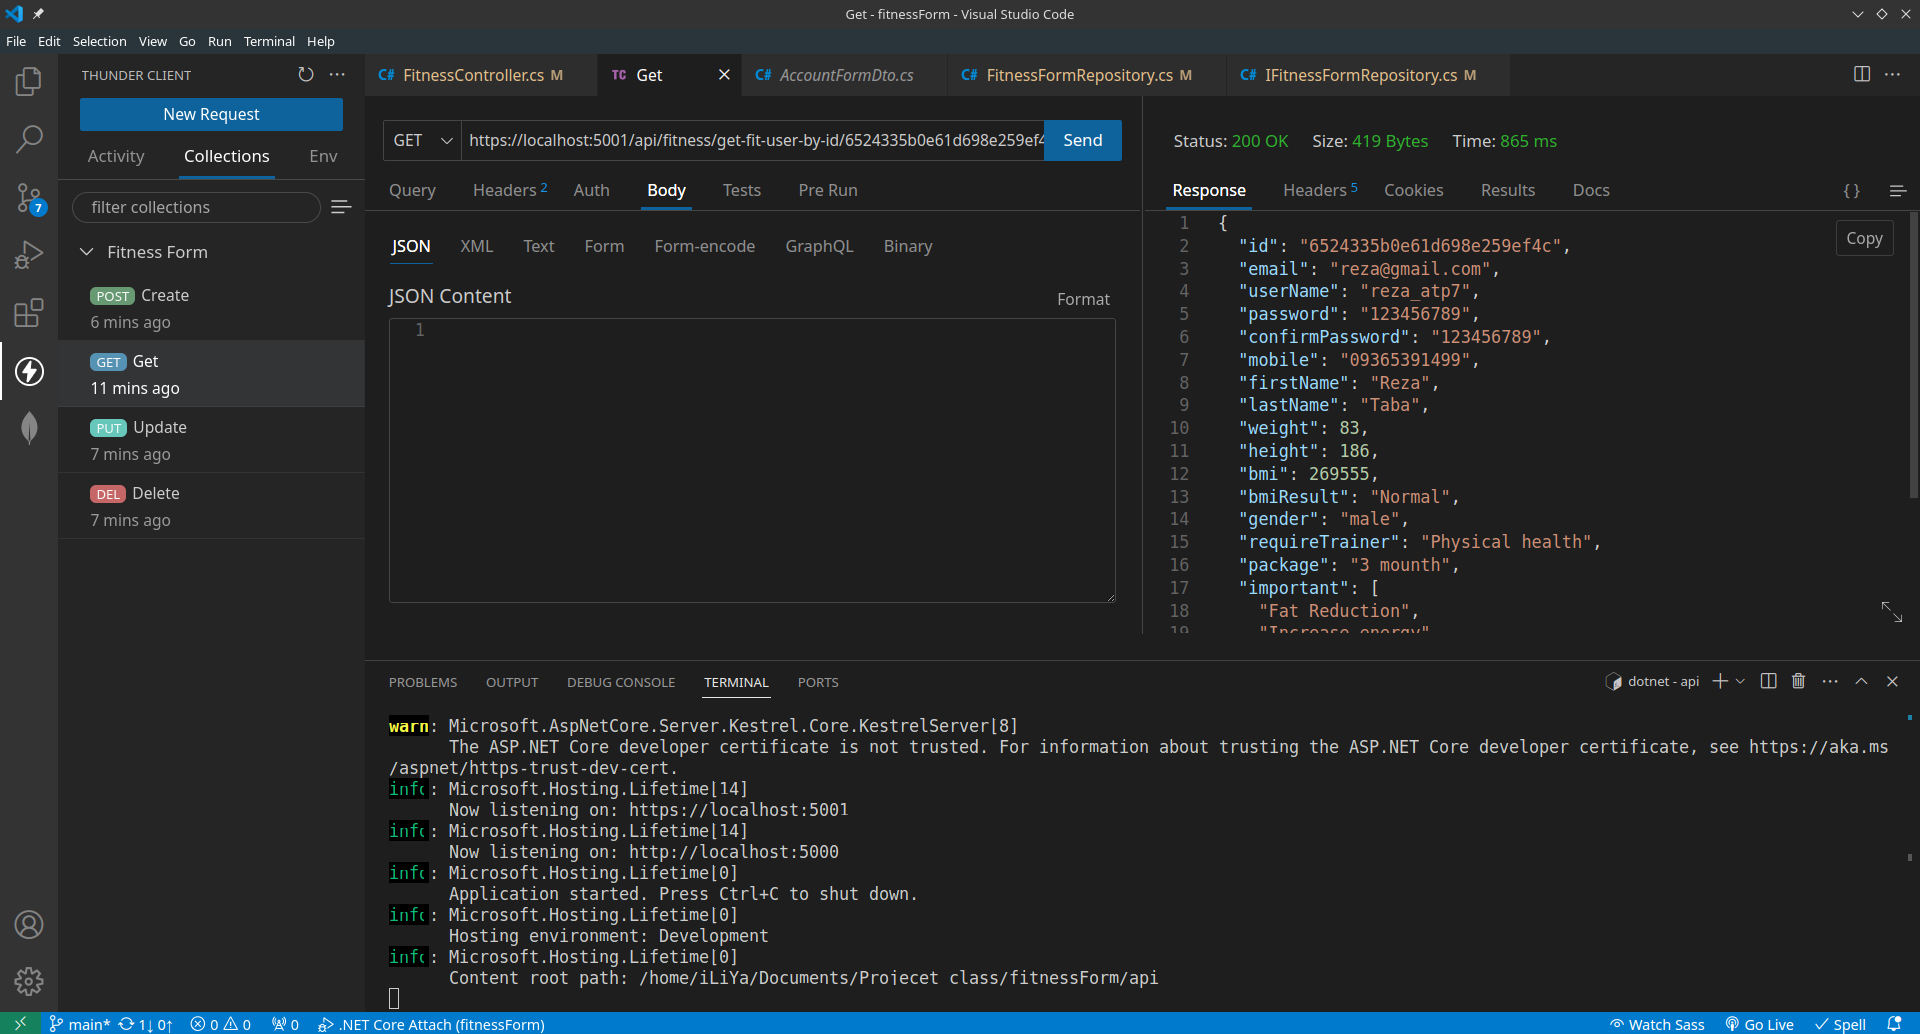 Get - fitnessForm - Visual Studio Code
File Edit Selection View Go Run Terminal Help
THUNDER CLIENT
New Request
Activity Collections Env
filter collections
Fitness Form
POST Create
6 mins ago
GET Get
11 mins ago
PUT Update
7 mins ago
DEL Delete
7 mins ago
7
C# FitnessController.cs M
TC Get
C# AccountFormDto.cs
C# FitnessFormRepository.cs M
C# IFitnessFormRepository.cs M
GET https://localhost:5001/api/fitness/get-fit-user-by-id/6524335b0e61d698e259ef4 Send
Query Headers 2 Auth Body Tests Pre Run
JSON XML Text Form Form-encode GraphQL Binary
JSON Content Format
1
Status: 200 OK Size: 419 Bytes Time: 865 ms
Response Headers 5 Cookies Results Docs { }
Copy
1 {
2 "id": "6524335b0e61d698e259ef4c",
3 "email": "reza@gmail.com",
4 "userName": "reza_atp7",
5 "password": "123456789",
6 "confirmPassword": "123456789",
7 "mobile": "09365391499",
8 "firstName": "Reza",
9 "lastName": "Taba",
10 "weight": 83,
11 "height": 186,
12 "bmi": 269555,
13 "bmiResult": "Normal",
14 "gender": "male",
15 "requireTrainer": "Physical health",
16 "package": "3 mounth",
17 "important": [
18 "Fat Reduction",
19 "Increase energy"
PROBLEMS OUTPUT DEBUG CONSOLE TERMINAL PORTS
dotnet - api
warn: Microsoft.AspNetCore.Server.Kestrel.Core.KestrelServer[8]
The ASP.NET Core developer certificate is not trusted. For information about trusting the ASP.NET Core developer certificate, see https://aka.ms
/aspnet/https-trust-dev-cert.
info: Microsoft.Hosting.Lifetime[14]
Now listening on: https://localhost:5001
info: Microsoft.Hosting.Lifetime[14]
Now listening on: http://localhost:5000
info: Microsoft.Hosting.Lifetime[0]
Application started. Press Ctrl+C to shut down.
info: Microsoft.Hosting.Lifetime[0]
Hosting environment: Development
info: Microsoft.Hosting.Lifetime[0]
Content root path: /home/iLiYa/Documents/Projecet class/fitnessForm/api
main* 1↓ 0↑ 0 0 0 .NET Core Attach (fitnessForm)
Watch Sass Go Live Spell